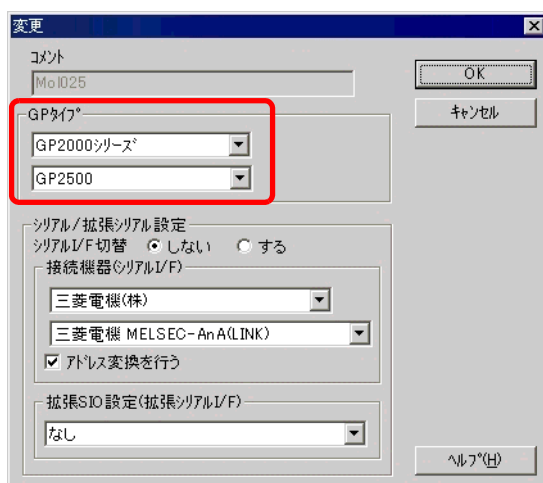 変更
コメント
Mol025
OK
キャンセル
GPタイプ
GP2000シリーズ
GP2500
シリアル/拡張シリアル設定
シリアルI/F切替 しない する
接続機器(シリアルI/F)
三菱電機(株)
三菱電機 MELSEC-AnA(LINK)
アドレス変換を行う
拡張SIO設定(拡張シリアルI/F)
なし
ヘルプ(H)